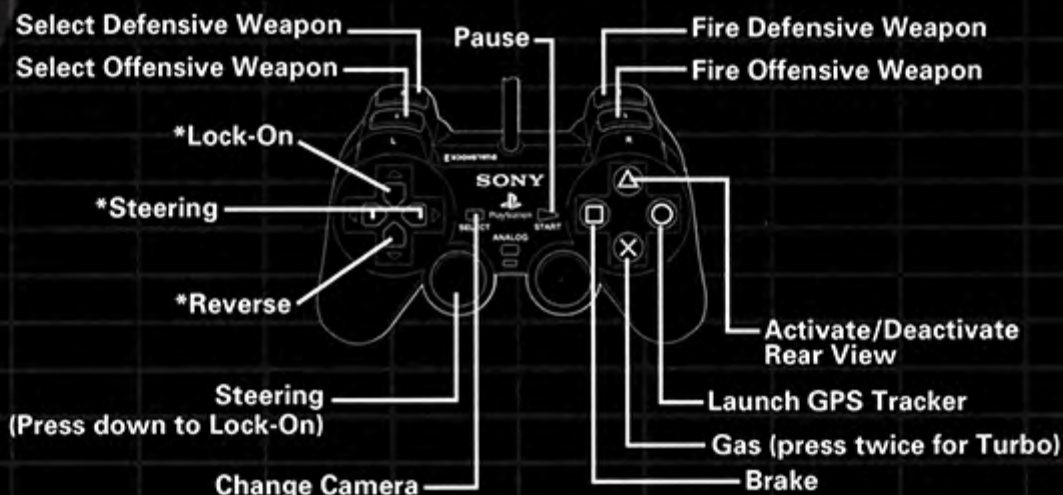 Select Defensive Weapon
Select Offensive Weapon
*Lock-On
*Steering
*Reverse
Steering
(Press down to Lock-On)
Change Camera
Pause
L
R
SONY
PlayStation
SELECT
START
ANALOG
Fire Defensive Weapon
Fire Offensive Weapon
Activate/Deactivate
Rear View
Launch GPS Tracker
Gas (press twice for Turbo)
Brake